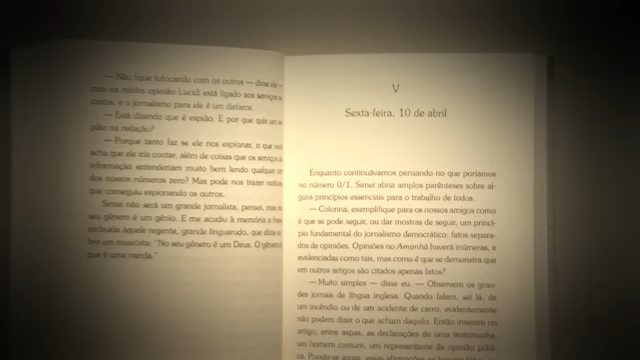 — Não fique fofocando com os outros — disse eu —
mas na minha opinião Lucidi está ligado aos serviços
e o jornalismo para ele é um disfarce.
— Está dizendo que é espião. E por que
na redação?
— Porque tanto faz se ele nos espionar, o que
acha que ele iria contar, além de coisas que os serviços
informação entenderiam muito bem lendo qualquer
dos nossos números zero? Mas pode nos trazer
que conseguiu espionando os outros.
Simei não será um grande jornalista, pensei, mas
seu gênero é um gênio. E me acudiu à memória a
atribuída àquele regente, grande linguarudo, que
um musicista: "No seu gênero é um Deus. O gênero
que é uma merda."
V
Sexta-feira, 10 de abril
Enquanto continuávamos pensando no que poríamos
no número 0/1, Simei abria amplos parênteses sobre al-
guns princípios essenciais para o trabalho de todos.
— Colonna, exemplifique para os nossos amigos como
é que se pode seguir, ou dar mostras de seguir, um princí-
pio fundamental do jornalismo democrático: fatos separa-
dos de opiniões. Opiniões no Amanhã haverá inúmeras, e
evidenciadas como tais, mas como é que se demonstra que
em outros artigos são citados apenas fatos?
— Muito simples — disse eu. — Observem os gran-
des jornais de língua inglesa. Quando falam, sei lá, de
um incêndio ou de um acidente de carro, evidentemente
não podem dizer o que acham daquilo. Então inserem no
artigo, entre aspas, as declarações de uma testemunha,
um homem comum, um representante da opinião públi-
ca. Pondo-se aspas, essas afirmações se tornam